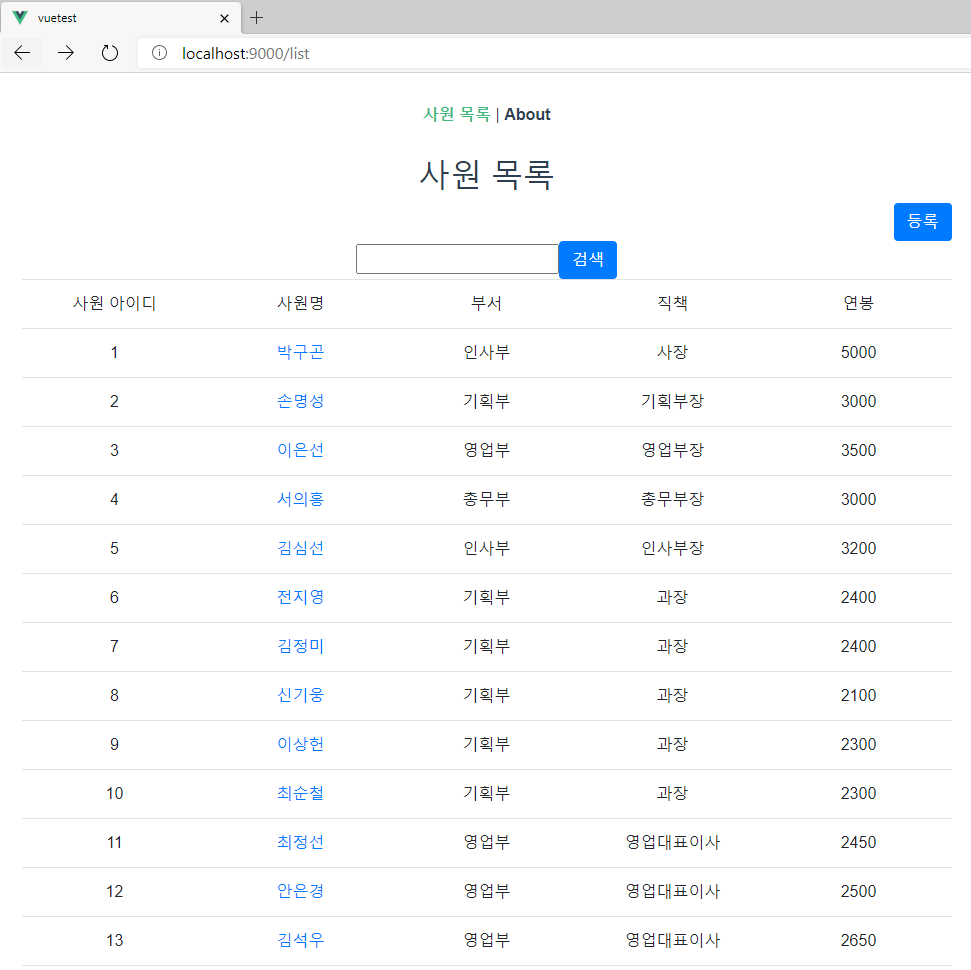 vuetest
localhost:9000/list
사원 목록 | About
사원 목록
등록
검색
사원 아이디 사원명 부서 직책 연봉
1 박구곤 인사부 사장 5000
2 손명성 기획부 기획부장 3000
3 이은선 영업부 영업부장 3500
4 서의홍 총무부 총무부장 3000
5 김심선 인사부 인사부장 3200
6 전지영 기획부 과장 2400
7 김정미 기획부 과장 2400
8 신기웅 기획부 과장 2100
9 이상헌 기획부 과장 2300
10 최순철 기획부 과장 2300
11 최정선 영업부 영업대표이사 2450
12 안은경 영업부 영업대표이사 2500
13 김석우 영업부 영업대표이사 2650